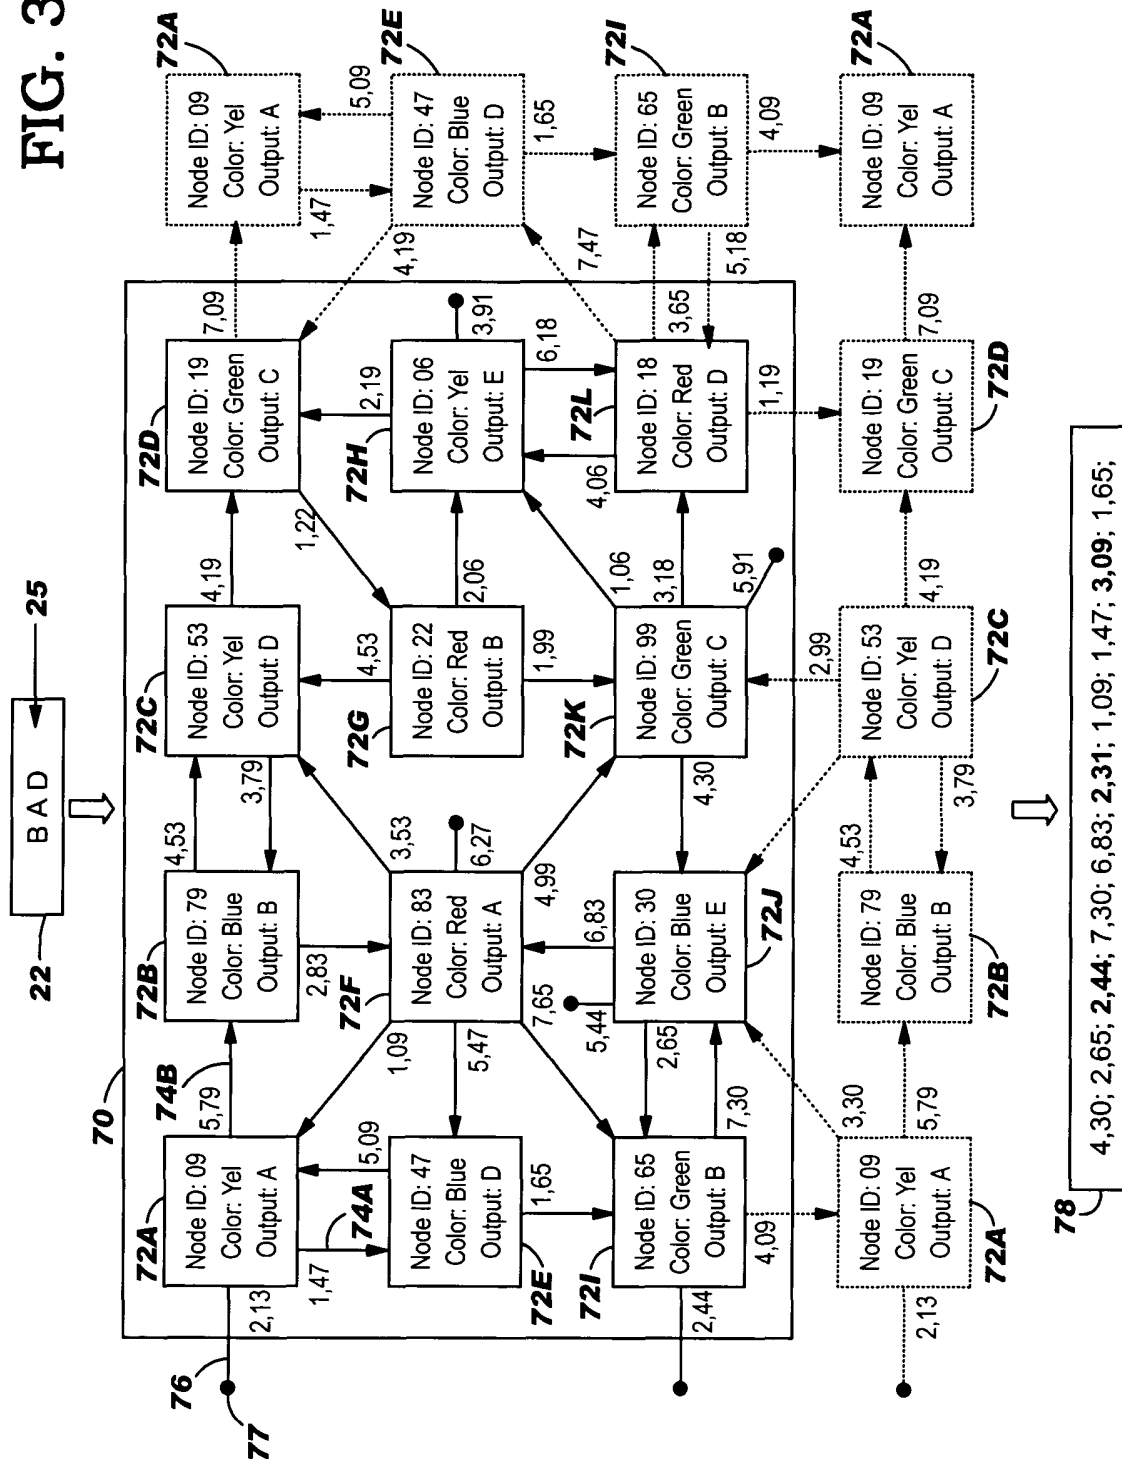 FIG. 3
25
BAD
22
70
72A
Node ID: 09
Color: Yel
Output: A
74B
5,79
72B
Node ID: 79
Color: Blue
Output: B
4,53
3,79
72C
Node ID: 53
Color: Yel
Output: D
4,19
72D
Node ID: 19
Color: Green
Output: C
7,09
72A
Node ID: 09
Color: Yel
Output: A
76
77
2,13
1,47
74A
5,09
1,09
2,83
3,53
4,53
1,22
2,19
4,19
1,47
5,09
72E
Node ID: 47
Color: Blue
Output: D
5,47
72F
Node ID: 83
Color: Red
Output: A
6,27
72G
Node ID: 22
Color: Red
Output: B
2,06
72H
Node ID: 06
Color: Yel
Output: E
3,91
72E
Node ID: 47
Color: Blue
Output: D
1,65
7,65
5,44
6,83
4,99
1,99
1,06
4,06
6,18
7,47
1,65
72I
Node ID: 65
Color: Green
Output: B
2,44
2,65
7,30
72J
Node ID: 30
Color: Blue
Output: E
4,30
72K
Node ID: 99
Color: Green
Output: C
3,18
5,91
72L
Node ID: 18
Color: Red
Output: D
3,65
5,18
72I
Node ID: 65
Color: Green
Output: B
4,09
3,30
2,99
1,19
4,09
2,13
72A
Node ID: 09
Color: Yel
Output: A
5,79
72B
Node ID: 79
Color: Blue
Output: B
4,53
3,79
72C
Node ID: 53
Color: Yel
Output: D
4,19
72D
Node ID: 19
Color: Green
Output: C
7,09
72A
Node ID: 09
Color: Yel
Output: A
78
4,30; 2,65; 2,44; 7,30; 6,83; 2,31; 1,09; 1,47; 3,09; 1,65;